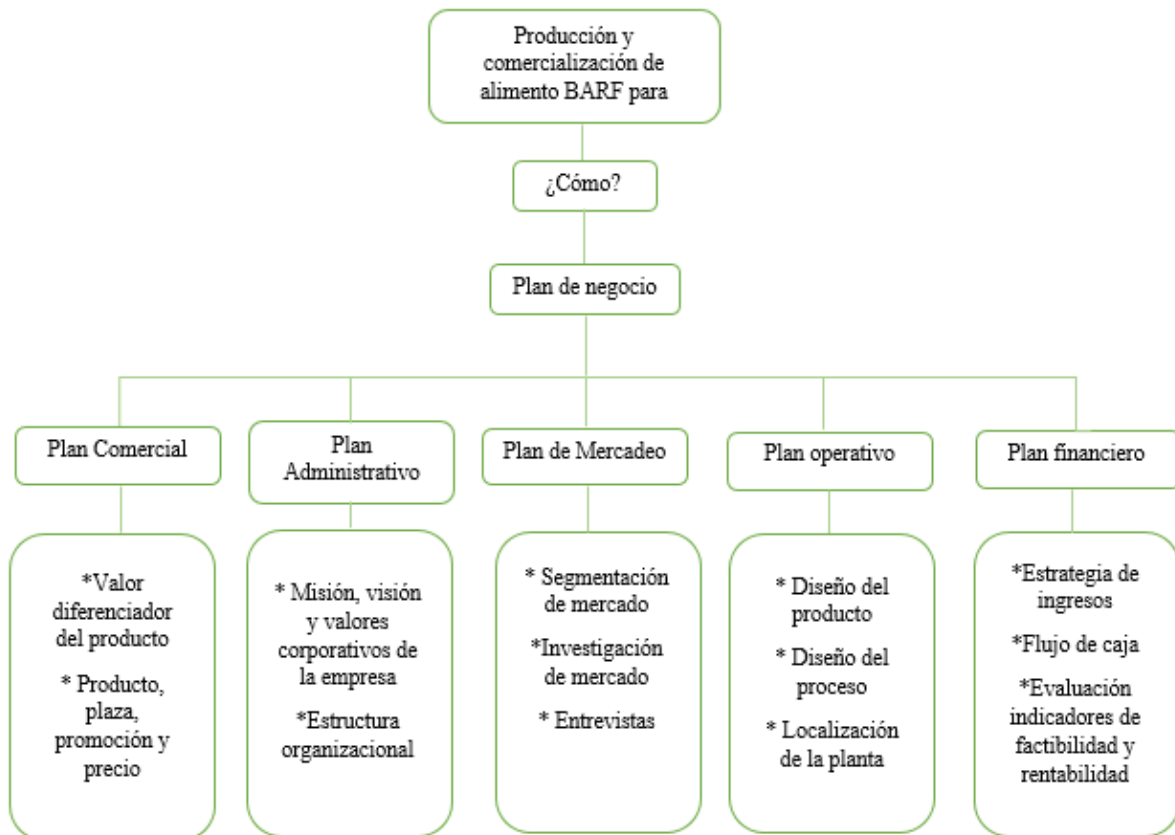 Producción y
comercialización de
alimento BARF para
¿Cómo?
Plan de negocio
Plan Comercial
Plan
Administrativo
Plan de Mercadeo
Plan operativo
Plan financiero
*Valor
diferenciador
del producto
* Producto,
plaza,
promoción y
precio
* Misión, visión
y valores
corporativos de
la empresa
*Estructura
organizacional
* Segmentación
de mercado
*Investigación
de mercado
* Entrevistas
* Diseño del
producto
* Diseño del
proceso
* Localización
de la planta
*Estrategia de
ingresos
*Flujo de caja
*Evaluación
indicadores de
factibilidad y
rentabilidad